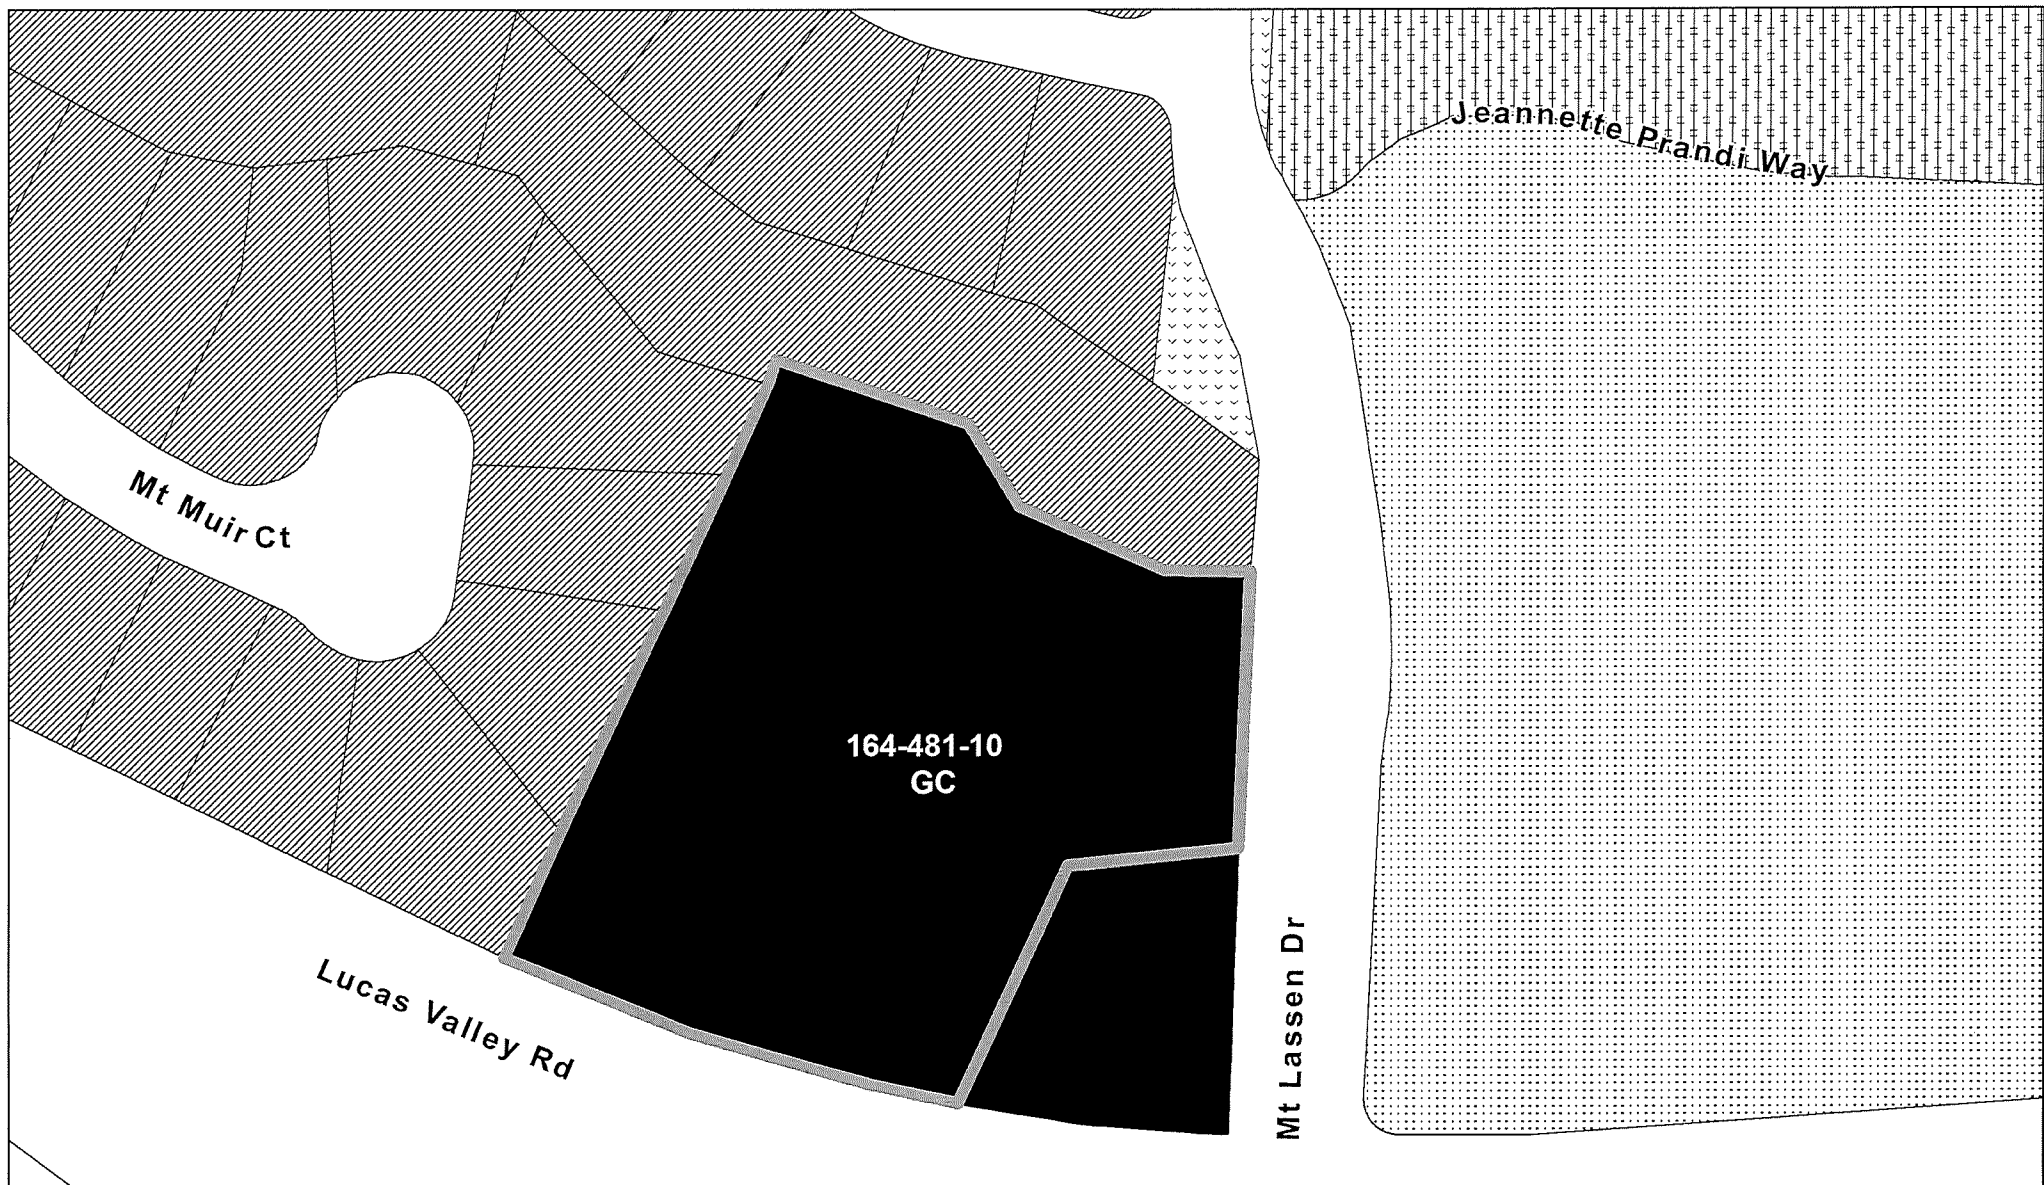 Jeannette Prandi Way
Mt Muir Ct
164-481-10
GC
Lucas Valley Rd
Mt Lassen Dr